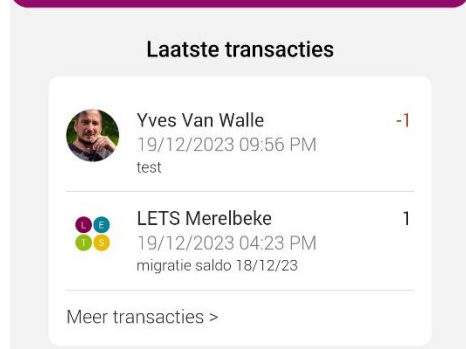 Laatste transacties
Yves Van Walle -1
19/12/2023 09:56 PM
test
L E
T S
LETS Merelbeke 1
19/12/2023 04:23 PM
migratie saldo 18/12/23
Meer transacties >